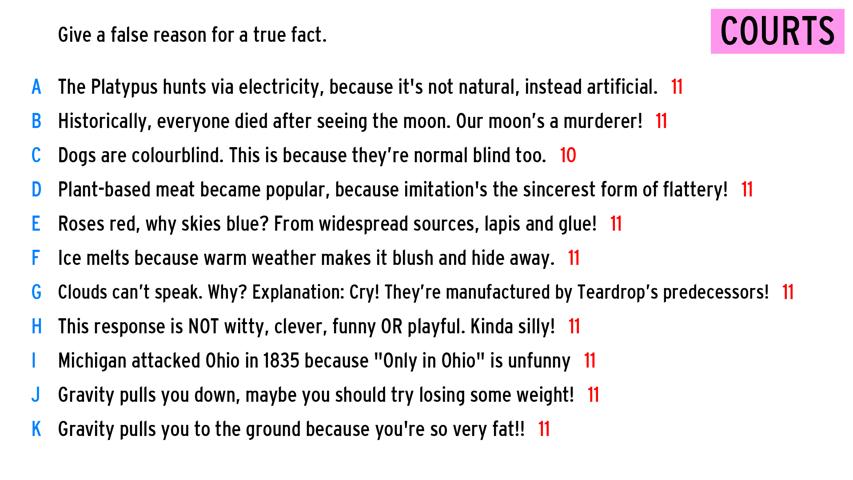 Give a false reason for a true fact.
COURTS
A The Platypus hunts via electricity, because it's not natural, instead artificial. 11
B Historically, everyone died after seeing the moon. Our moon’s a murderer! 11
C Dogs are colourblind. This is because they’re normal blind too. 10
D Plant-based meat became popular, because imitation's the sincerest form of flattery! 11
E Roses red, why skies blue? From widespread sources, lapis and glue! 11
F Ice melts because warm weather makes it blush and hide away. 11
G Clouds can’t speak. Why? Explanation: Cry! They’re manufactured by Teardrop’s predecessors! 11
H This response is NOT witty, clever, funny OR playful. Kinda silly! 11
I Michigan attacked Ohio in 1835 because "Only in Ohio" is unfunny 11
J Gravity pulls you down, maybe you should try losing some weight! 11
K Gravity pulls you to the ground because you're so very fat!! 11